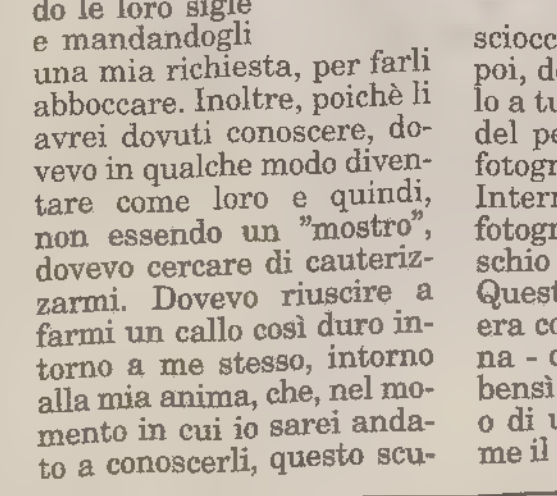 do le loro sigle
e mandandogli
una mia richiesta, per farli
abboccare. Inoltre, poichè li
avrei dovuti conoscere, do-
vevo in qualche modo diven-
tare come loro e quindi,
non essendo un ”mostro”,
dovevo cercare di cauteriz-
zarmi. Dovevo riuscire a
farmi un callo così duro in-
torno a me stesso, intorno
alla mia anima, che, nel mo-
mento in cui io sarei anda-
to a conoscerli, questo scu-
sciocc
poi, d
lo a tu
del pe
fotogr
Intern
fotogr
schio
Quest
era co
na -
bensì
o di
me il